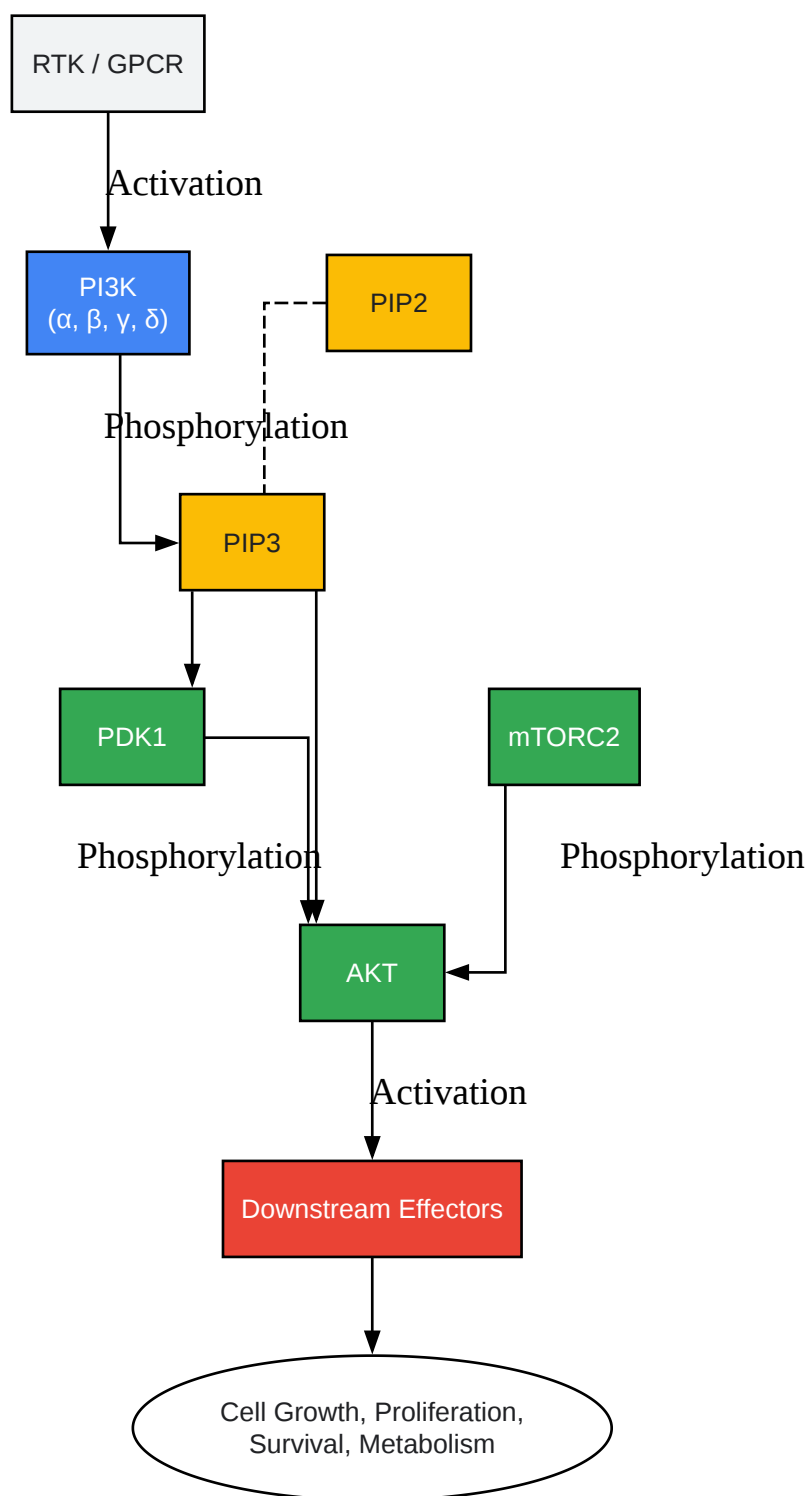 RTK / GPCR
Activation
PI3K
(α, β, γ, δ)
PIP2
Phosphorylation
PIP3
PDK1
mTORC2
Phosphorylation
Phosphorylation
AKT
Activation
Downstream Effectors
Cell Growth, Proliferation,
Survival, Metabolism